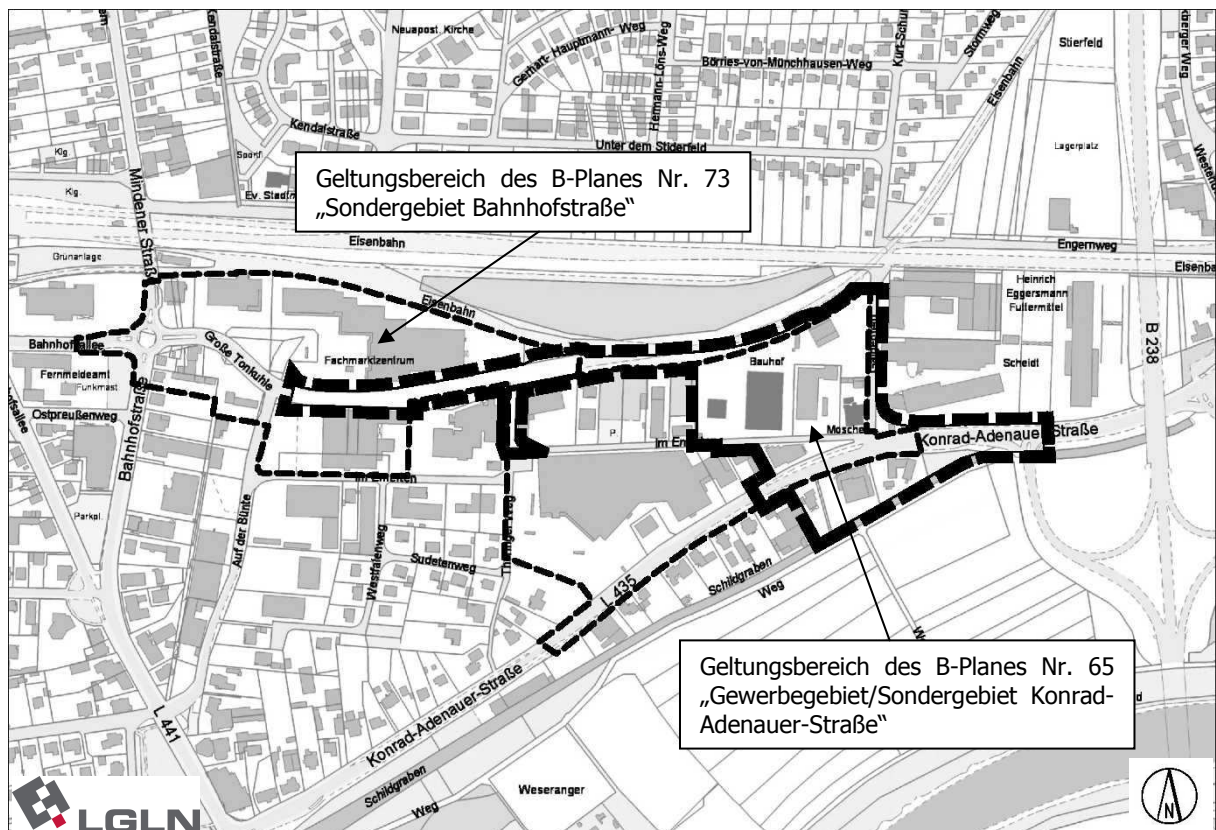 Kendalstraße
Neuapost. Kirche
Gerhart- Hauptmann- Weg
Hermann-Löns-Weg
Börries-von-Münchhausen-Weg
Stormweg
Eisenbahn
Stierfeld
Lagerplatz
Kendalstraße
Unter dem Stiderfeld
Klg
Klg
Mindener Straße
Geltungsbereich des B-Planes Nr. 73
„Sondergebiet Bahnhofstraße“
Eisenbahn
Engernweg
Grünanlage
Eisenbahn
Heinrich
Eggersmann
Futtermittel
B 238
Große Tonkuhle
Fachmarktzentrum
Bauhof
Scheidt
Bahnhofsallee
Fernmeldeamt
Funkmast
Ostpreußenweg
Bahnhofstraße
P
Konrad-Adenauer-Straße
Parkpl.
Auf der Bünte
Westfalenweg
Sudetenweg
Thüringer Weg
L 435
Schildgraben
Weg
Geltungsbereich des B-Planes Nr. 65
„Gewerbegebiet/Sondergebiet Konrad-
Adenauer-Straße“
L 441
Konrad-Adenauer-Straße
Schildgraben
Weg
Weseranger
LGLN
N